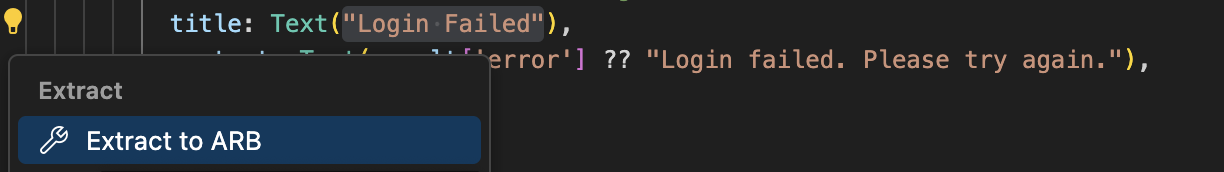 title: Text("Login Failed"),
'error'] ?? "Login failed. Please try again."),
Extract
Extract to ARB